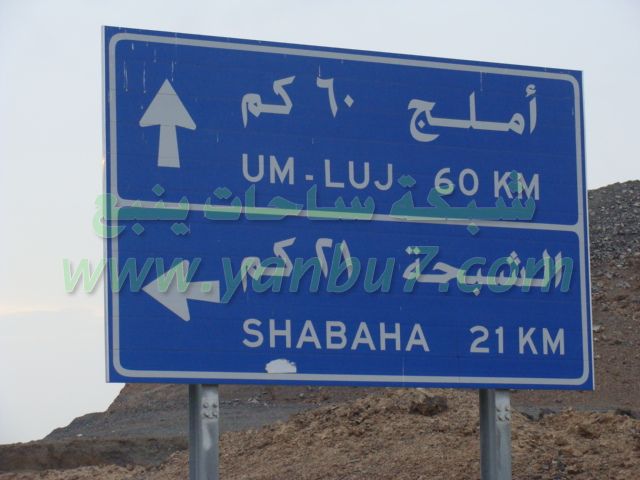 أملج ٦٠ كم
UM-LUJ 60 KM
شبكة ساحات ينبع
الشبحة ٢١ كم
www.yanbu7.com
SHABAHA 21 KM